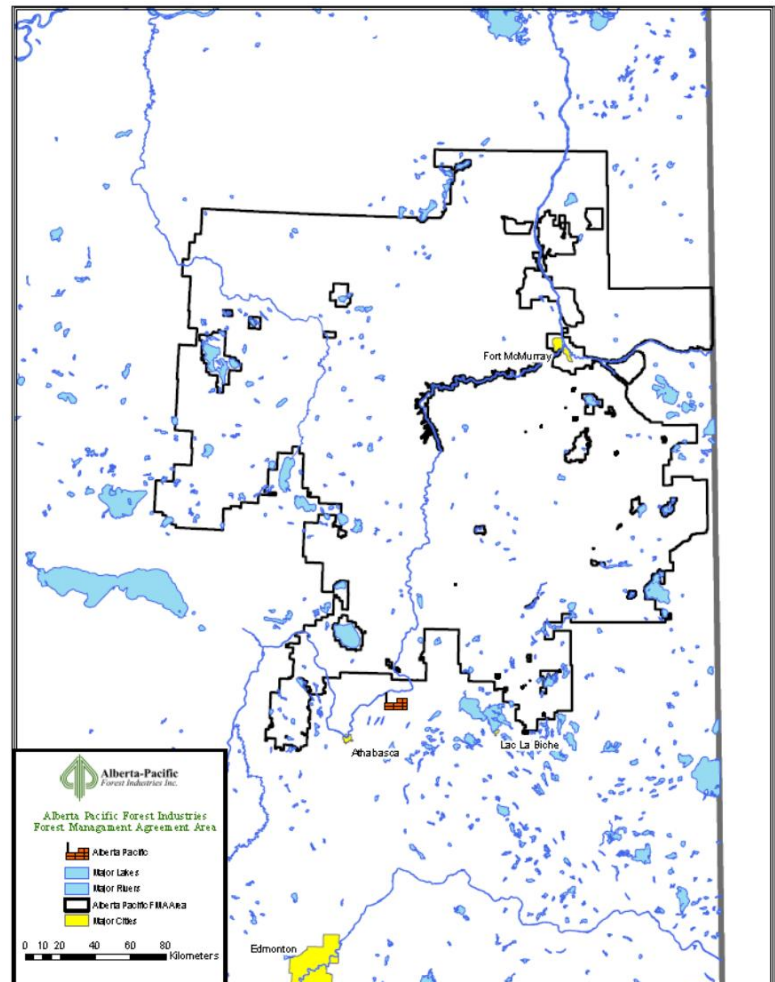 Fort McMurray
Athabasca
Lac La Biche
Edmonton
Alberta-Pacific
Forest Industries Inc.
Alberta Pacific Forest Industries
Forest Managament Agreement Area
Alberta Pacific
Major Lakes
Major Rivers
Alberta Pacific FMA Area
Major Cities
0 10 20 40 60 80
Kilometers